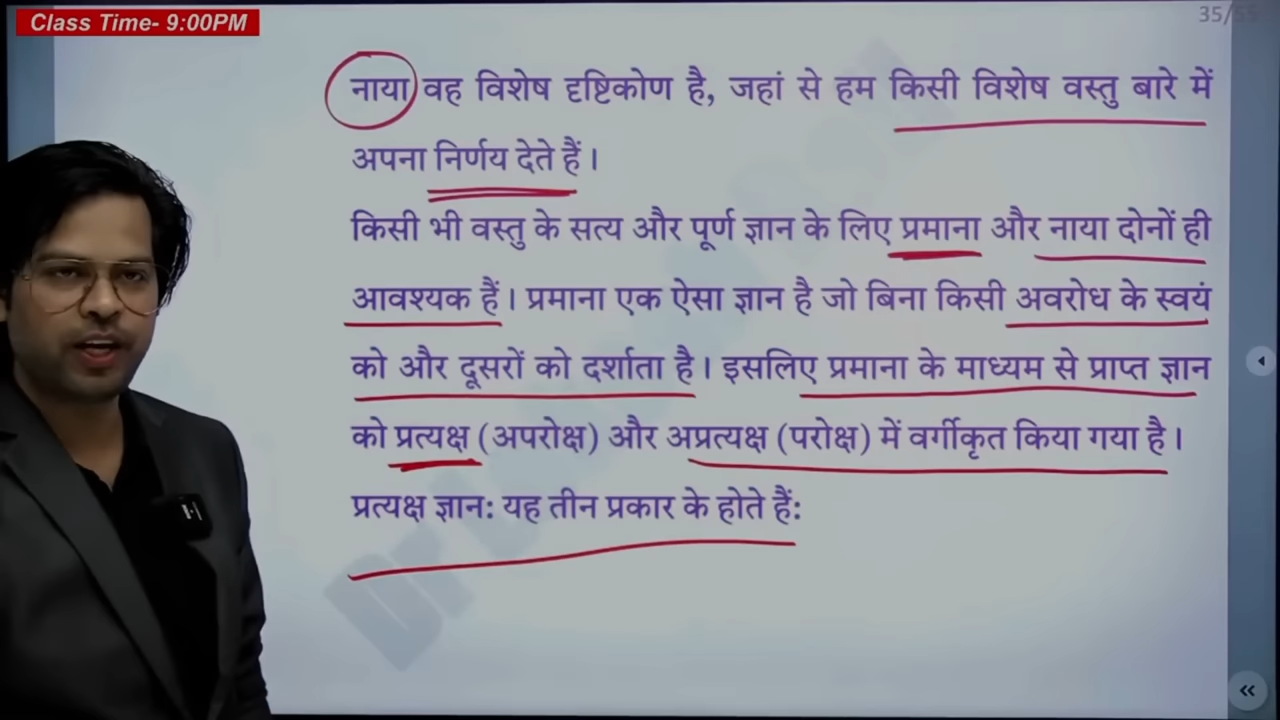 Class Time- 9:00PM
नाया वह विशेष दृष्टिकोण है, जहां से हम किसी विशेष वस्तु बारे में
अपना निर्णय देते हैं।
किसी भी वस्तु के सत्य और पूर्ण ज्ञान के लिए प्रमाना और नाया दोनों ही
आवश्यक हैं। प्रमाना एक ऐसा ज्ञान है जो बिना किसी अवरोध के स्वयं
को और दूसरों को दर्शाता है। इसलिए प्रमाना के माध्यम से प्राप्त ज्ञान
को प्रत्यक्ष (अपरोक्ष) और अप्रत्यक्ष (परोक्ष) में वर्गीकृत किया गया है।
प्रत्यक्ष ज्ञान: यह तीन प्रकार के होते हैं: